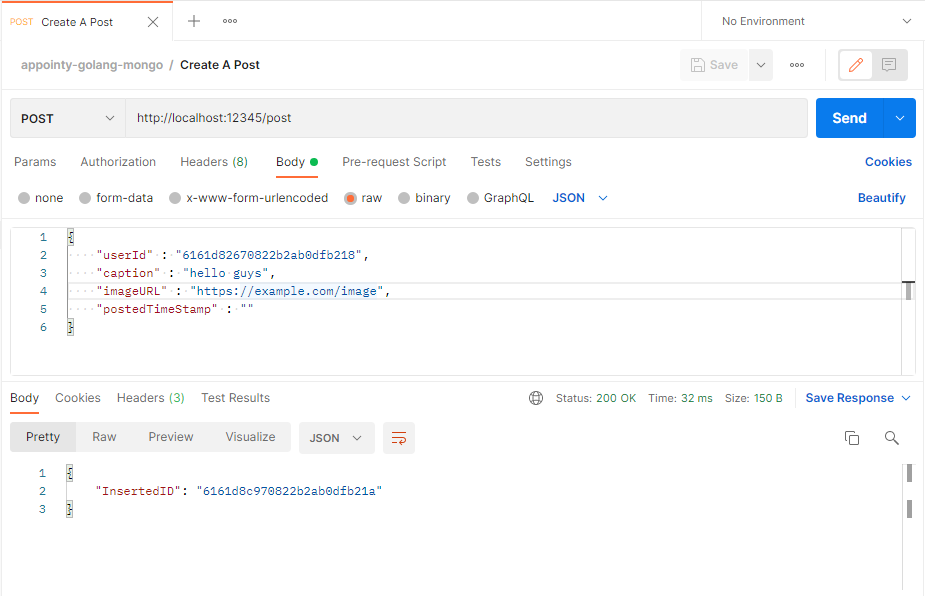 POST Create A Post
No Environment
appointy-golang-mongo / Create A Post
Save
POST http://localhost:12345/post Send
Params Authorization Headers (8) Body Pre-request Script Tests Settings Cookies
none form-data x-www-form-urlencoded raw binary GraphQL JSON Beautify
1 {
2 "userId" : "6161d82670822b2ab0dfb218",
3 "caption" : "hello guys",
4 "imageURL" : "https://example.com/image",
5 "postedTimeStamp" : ""
6 }
Body Cookies Headers (3) Test Results Status: 200 OK Time: 32 ms Size: 150 B Save Response
Pretty Raw Preview Visualize JSON
1 {
2 "InsertedID": "6161d8c970822b2ab0dfb21a"
3 }